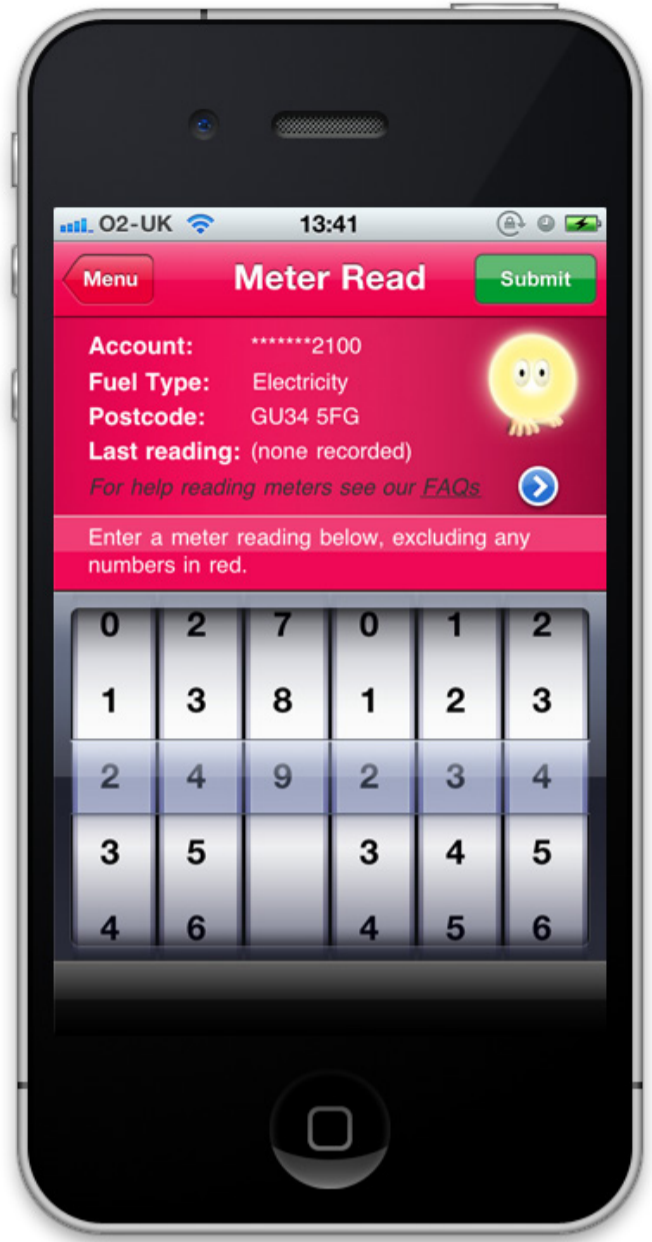 O2-UK 13:41
Menu Meter Read Submit
Account: *******2100
Fuel Type: Electricity
Postcode: GU34 5FG
Last reading: (none recorded)
For help reading meters see our FAQs
Enter a meter reading below, excluding any
numbers in red.
0 2 7 0 1 2
1 3 8 1 2 3
2 4 9 2 3 4
3 5 3 4 5
4 6 4 5 6